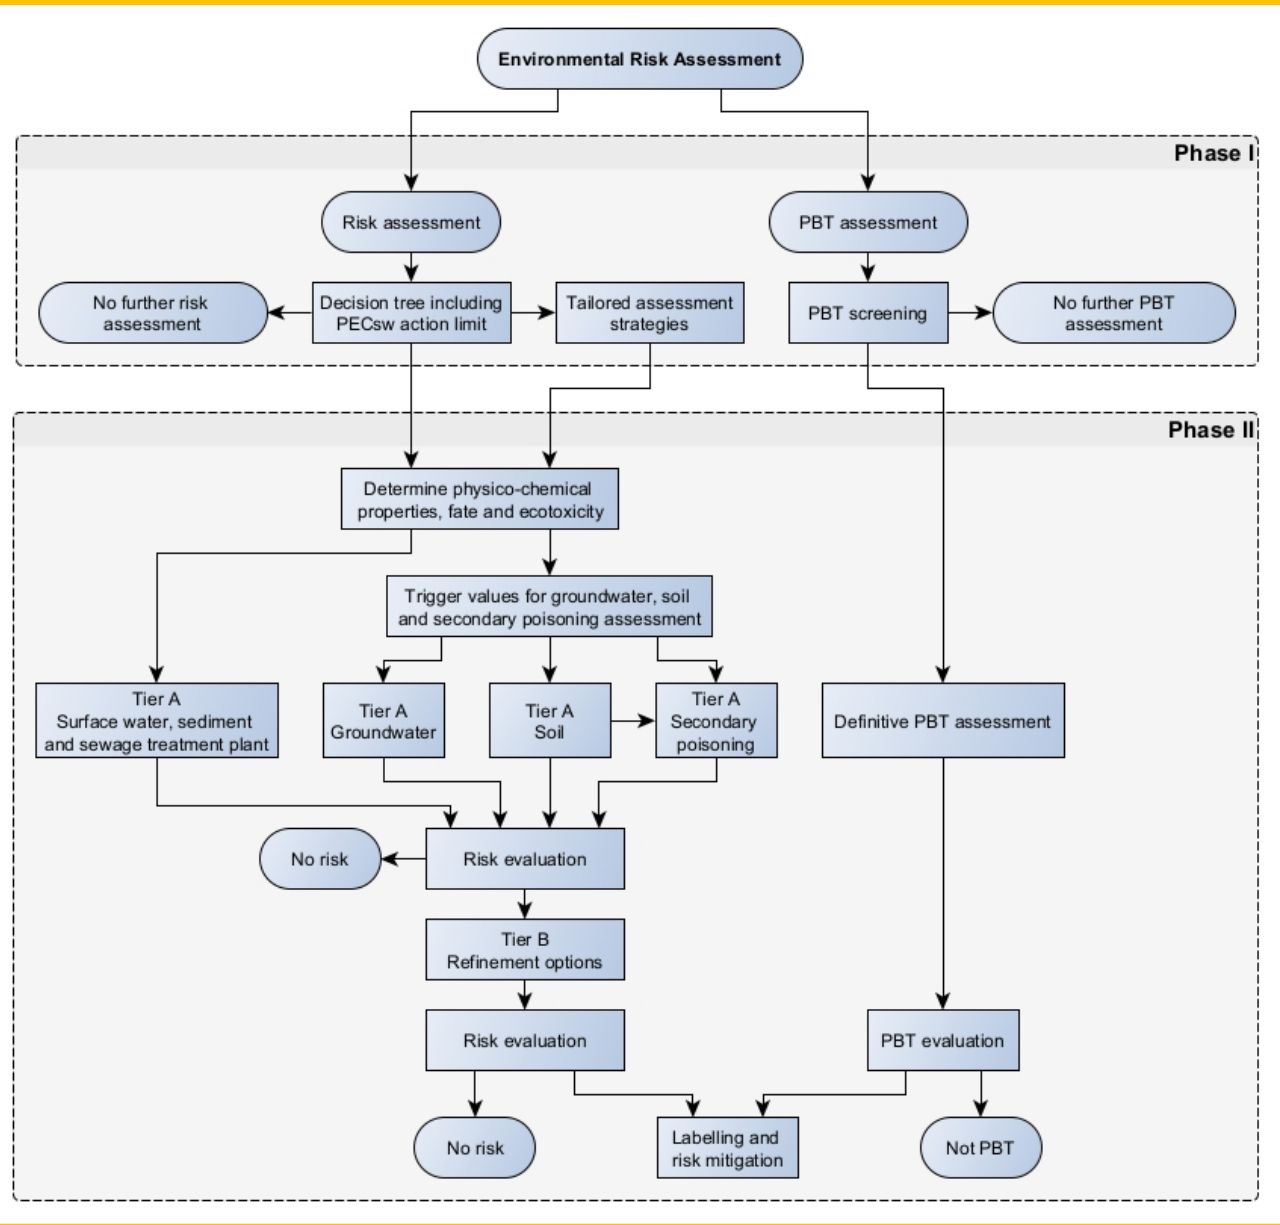 Environmental Risk Assessment
Phase I
Risk assessment
PBT assessment
No further risk
assessment
Decision tree including
PECsw action limit
Tailored assessment
strategies
PBT screening
No further PBT
assessment
Phase II
Determine physico-chemical
properties, fate and ecotoxicity
Trigger values for groundwater, soil
and secondary poisoning assessment
Tier A
Surface water, sediment
and sewage treatment plant
Tier A
Groundwater
Tier A
Soil
Tier A
Secondary
poisoning
Definitive PBT assessment
No risk
Risk evaluation
Tier B
Refinement options
Risk evaluation
PBT evaluation
No risk
Labelling and
risk mitigation
Not PBT